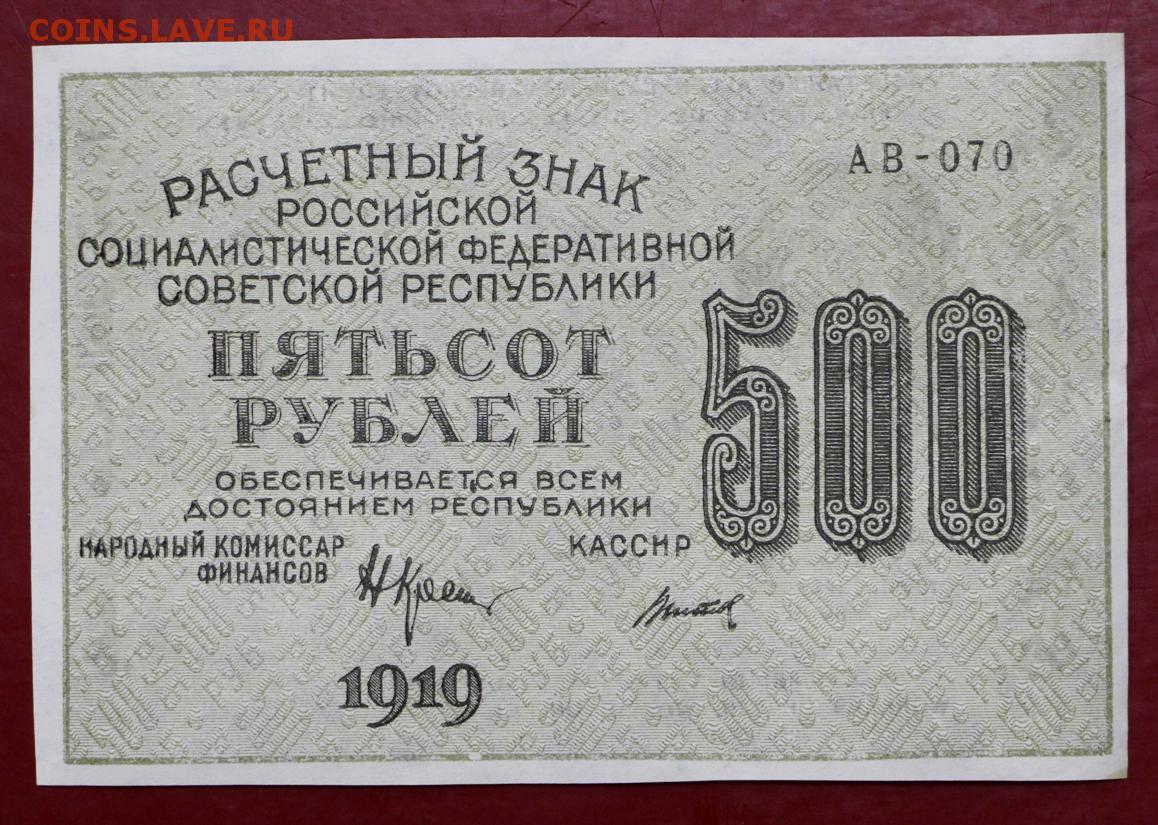 COINS.LAVE.RU
АВ-070
РАСЧЕТНЫЙ ЗНАК
РОССИЙСКОЙ
СОЦИАЛИСТИЧЕСКОЙ ФЕДЕРАТИВНОЙ
СОВЕТСКОЙ РЕСПУБЛИКИ
ПЯТЬСОТ
РУБЛЕЙ
500
ОБЕСПЕЧИВАЕТСЯ ВСЕМ
ДОСТОЯНИЕМ РЕСПУБЛИКИ
НАРОДНЫЙ КОМИССАР
ФИНАНСОВ
КАССИР
1919